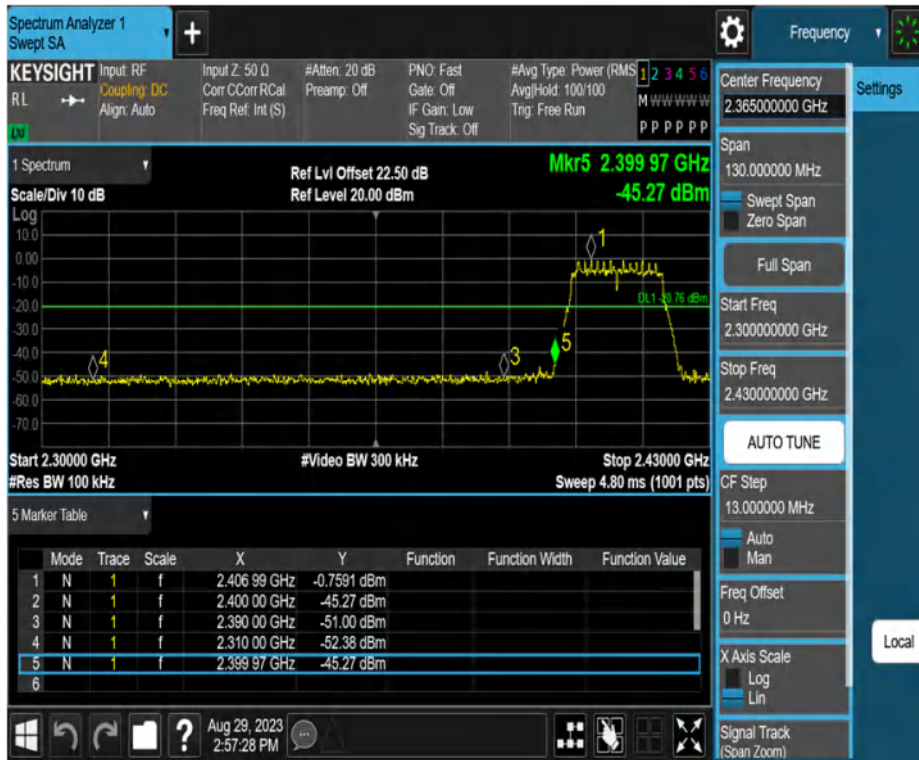 Spectrum Analyzer 1
Swept SA
+
Frequency
KEYSIGHT
Input: RF
Input Z: 50 Ω
#Atten: 20 dB
PNO: Fast
#Avg Type: Power (RMS
1 2 3 4 5 6
RL
Coupling: DC
Corr CCorr RCal
Preamp: Off
Gate: Off
Avg|Hold: 100/100
M W W W W W
Align: Auto
Freq Ref: Int (S)
IF Gain: Low
Trig: Free Run
Sig Track: Off
P P P P P P
LXI
1 Spectrum
Ref Lvl Offset 22.50 dB
Mkr5 2.399 97 GHz
Scale/Div 10 dB
Ref Level 20.00 dBm
-45.27 dBm
Log
10.0
0.00
-10.0
-20.0
-30.0
-40.0
-50.0
-60.0
-70.0
1
DL1 -20.76 dBm
4
3
5
Start 2.30000 GHz
#Video BW 300 kHz
Stop 2.43000 GHz
#Res BW 100 kHz
Sweep 4.80 ms (1001 pts)
5 Marker Table
Mode Trace Scale X Y Function Function Width Function Value
1 N 1 f 2.406 99 GHz -0.7591 dBm
2 N 1 f 2.400 00 GHz -45.27 dBm
3 N 1 f 2.390 00 GHz -51.00 dBm
4 N 1 f 2.310 00 GHz -52.38 dBm
5 N 1 f 2.399 97 GHz -45.27 dBm
6
?
Aug 29, 2023
2:57:28 PM
Center Frequency
2.365000000 GHz
Span
130.000000 MHz
Swept Span
Zero Span
Full Span
Start Freq
2.300000000 GHz
Stop Freq
2.430000000 GHz
AUTO TUNE
CF Step
13.000000 MHz
Auto
Man
Freq Offset
0 Hz
X Axis Scale
Log
Lin
Signal Track
(Span Zoom)
Settings
Local